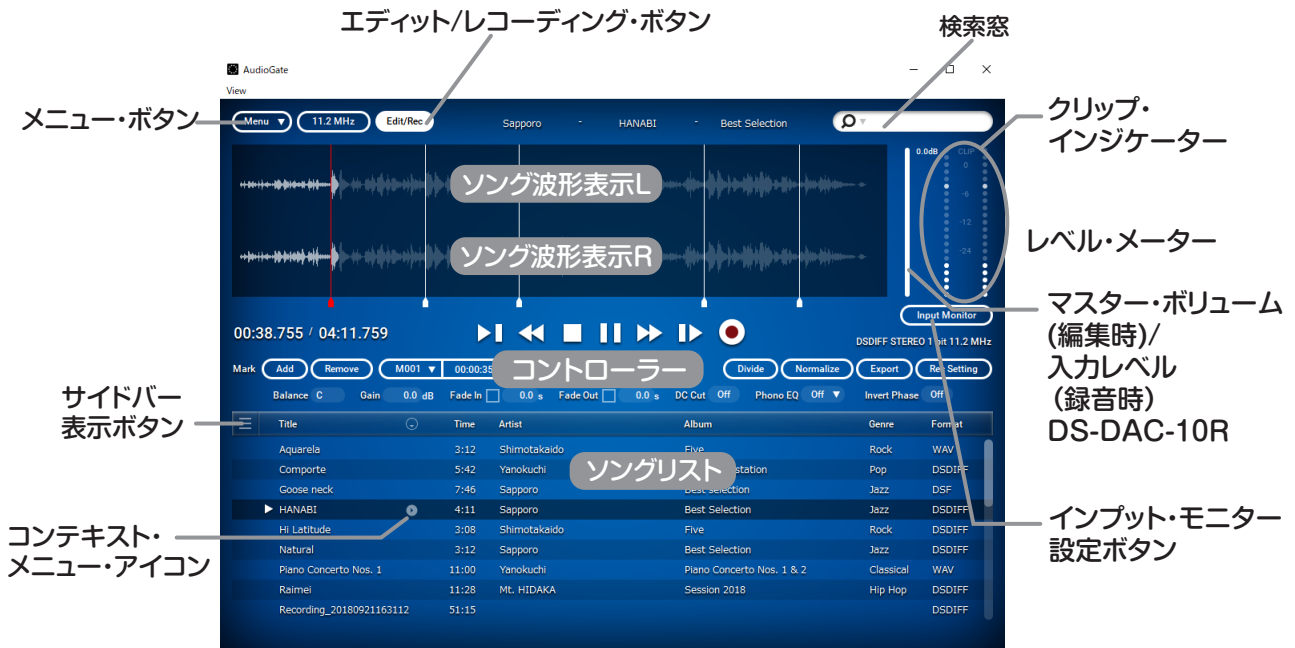 エディット/レコーディング・ボタン
検索窓
AudioGate
View
メニュー・ボタン
Menu ▼ 11.2 MHz Edit/Rec Sapporo - HANABI - Best Selection
クリップ・
インジケーター
0.0dB CLIP
0
-6
-12
-24
ソング波形表示L
ソング波形表示R
レベル・メーター
マスター・ボリューム
(編集時)/
入力レベル
(録音時)
DS-DAC-10R
Input Monitor
00:38.755 / 04:11.759
DSDIFF STEREO 1 bit 11.2 MHz
コントローラー
Mark Add Remove M001 ▼ 00:00:35 Divide Normalize Export Rec Setting
Balance C Gain 0.0 dB Fade In 0.0 s Fade Out 0.0 s DC Cut Off Phono EQ Off ▼ Invert Phase Off
サイドバー
表示ボタン
Title Time Artist Album Genre Format
Aquarela 3:12 Shimotakaido Five Rock WAV
Comporte 5:42 Yanokuchi station Pop DSDIFF
ソングリスト
Goose neck 7:46 Sapporo Best Selection Jazz DSF
▶ HANABI 4:11 Sapporo Best Selection Jazz DSDIFF
Hi Latitude 3:08 Shimotakaido Five Rock DSDIFF
Natural 3:12 Sapporo Best Selection Jazz DSDIFF
Piano Concerto Nos. 1 11:00 Yanokuchi Piano Concerto Nos. 1 & 2 Classical WAV
Raimei 11:28 Mt. HIDAKA Session 2018 Hip Hop DSDIFF
Recording_20180921163112 51:15 DSDIFF
コンテキスト・
メニュー・アイコン
インプット・モニター
設定ボタン